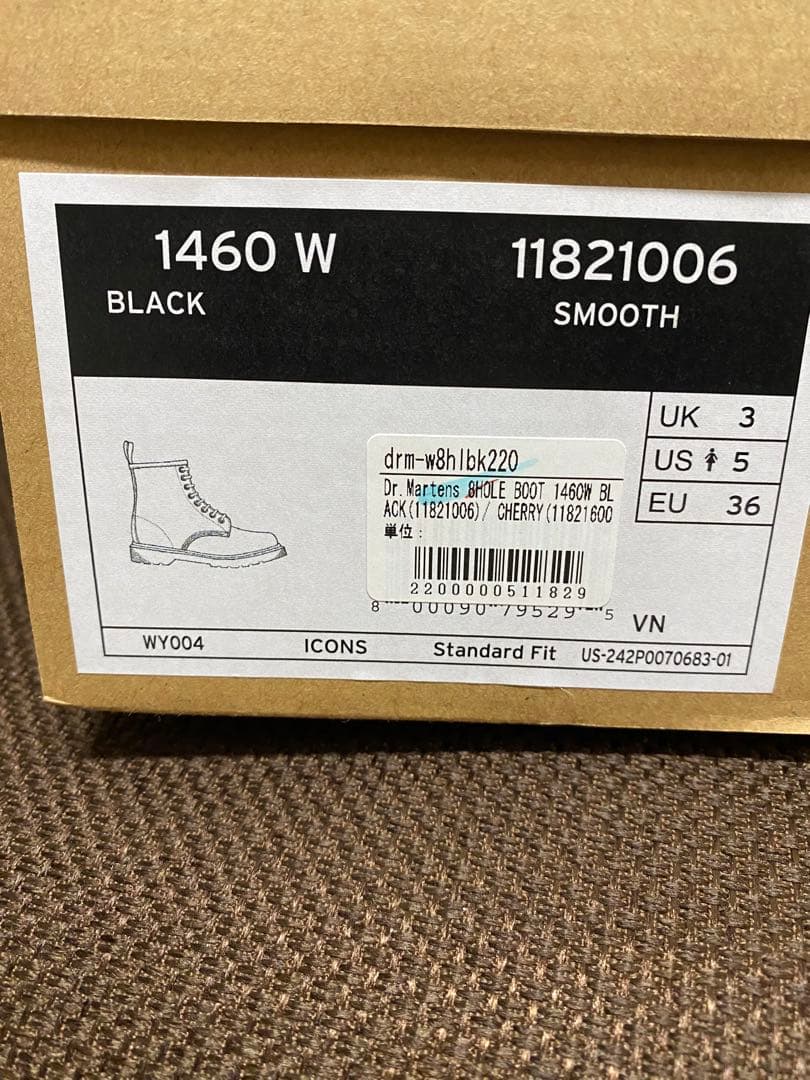 1460 W
11821006
BLACK
SMOOTH
UK 3
US 5
EU 36
drm-w8hlbk220
Dr.Martens 8HOLE BOOT 1460W BL
ACK(11821006)/ CHERRY(11821600
単位:
2200000511829
VN
WY004 ICONS Standard Fit US-242P0070683-01